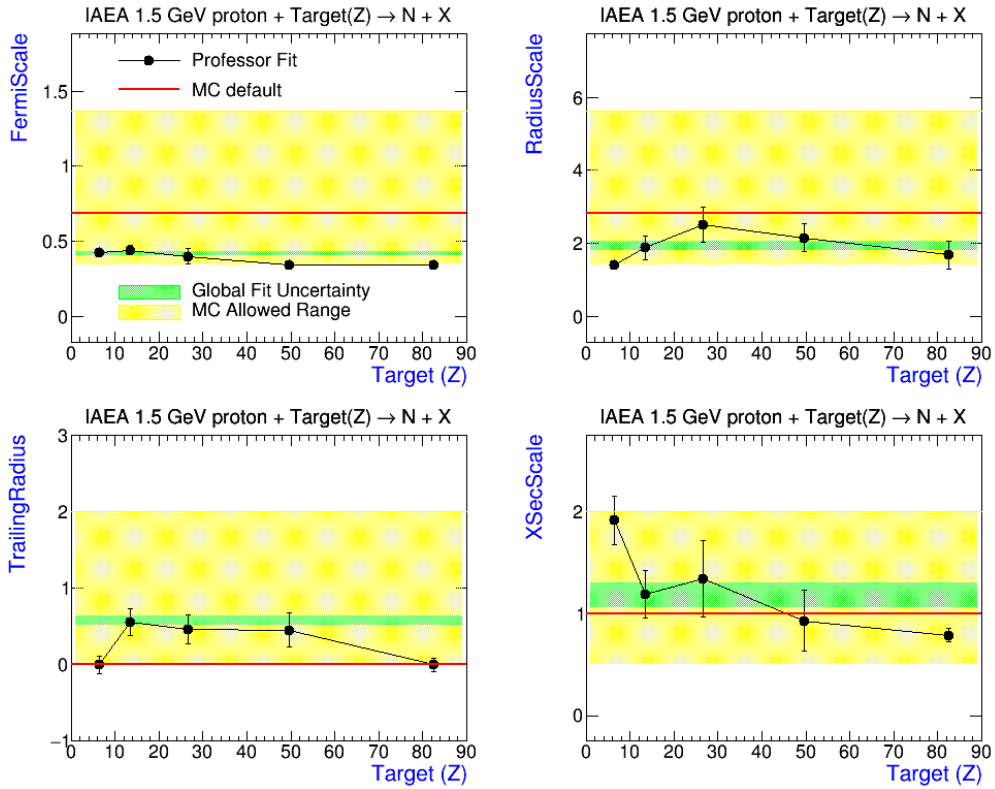 IAEA 1.5 GeV proton + Target(Z) → N + X
FermiScale
Professor Fit
MC default
Global Fit Uncertainty
MC Allowed Range
1.5
1
0.5
0
0 10 20 30 40 50 60 70 80 90
Target (Z)
IAEA 1.5 GeV proton + Target(Z) → N + X
RadiusScale
6
4
2
0
0 10 20 30 40 50 60 70 80 90
Target (Z)
IAEA 1.5 GeV proton + Target(Z) → N + X
TrailingRadius
3
2
1
0
−1
0 10 20 30 40 50 60 70 80 90
Target (Z)
IAEA 1.5 GeV proton + Target(Z) → N + X
XSecScale
2
1
0
0 10 20 30 40 50 60 70 80 90
Target (Z)